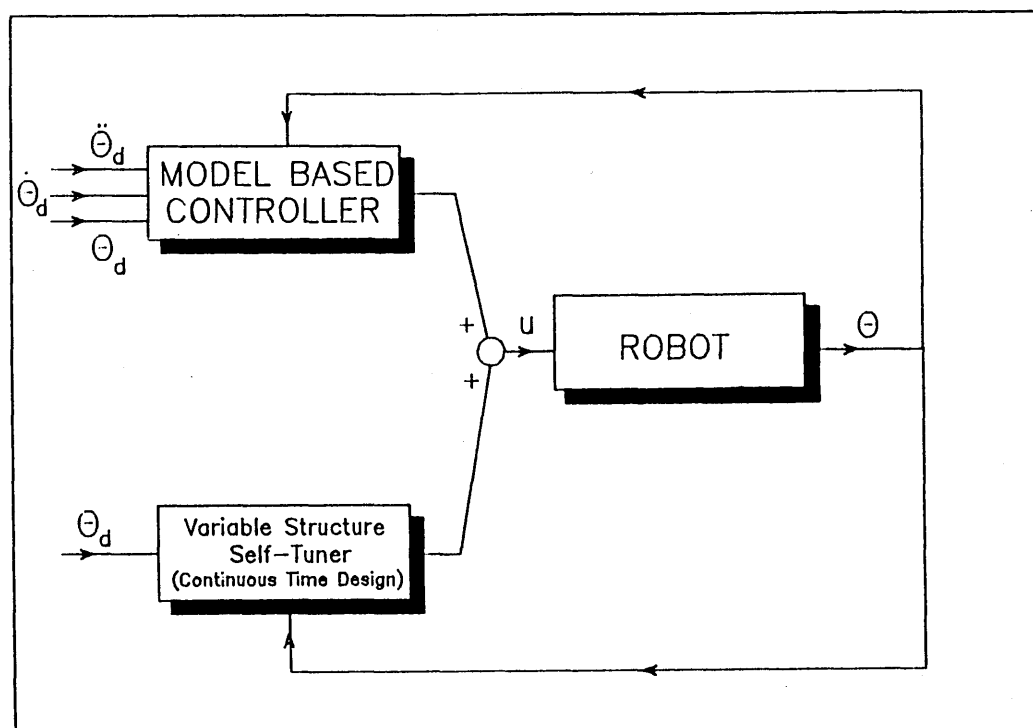 Θ̈d
Θ̇d
Θd
MODEL BASED
CONTROLLER
+
+
u
ROBOT
Θ
Θd
Variable Structure
Self-Tuner
(Continuous Time Design)